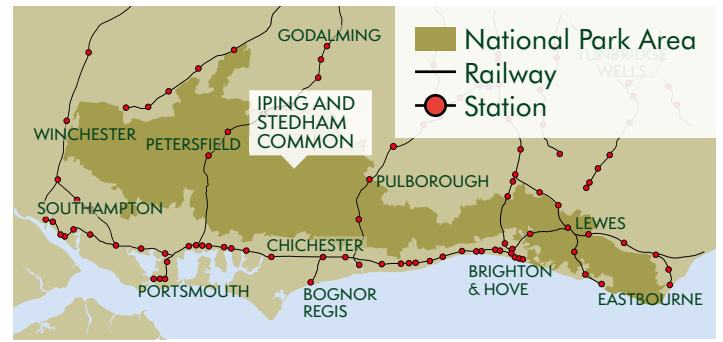 GODALMING
National Park Area
Railway
Station
TUNBRIDGE
WELLS
IPING AND
STEDHAM
COMMON
WINCHESTER
PETERSFIELD
PULBOROUGH
SOUTHAMPTON
LEWES
CHICHESTER
BRIGHTON
& HOVE
PORTSMOUTH
BOGNOR
REGIS
EASTBOURNE